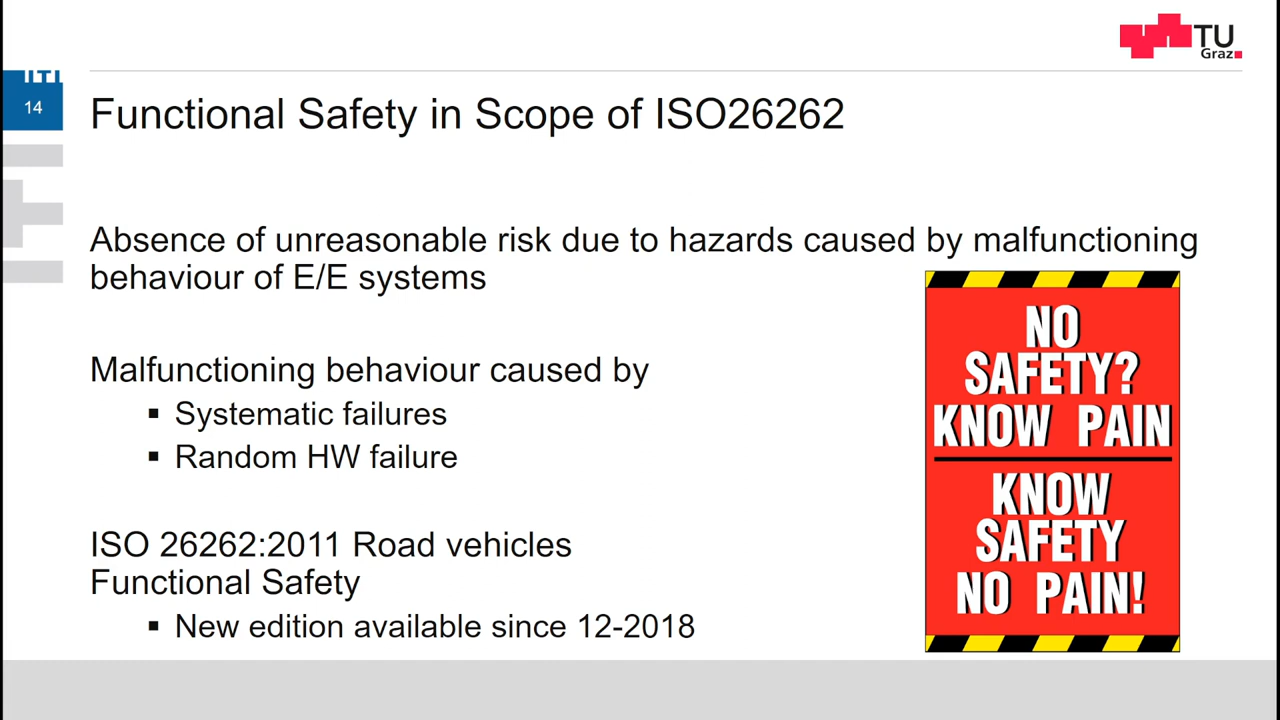 TU
Graz
14
Functional Safety in Scope of ISO26262
Absence of unreasonable risk due to hazards caused by malfunctioning
behaviour of E/E systems
Malfunctioning behaviour caused by
▪ Systematic failures
▪ Random HW failure
ISO 26262:2011 Road vehicles
Functional Safety
▪ New edition available since 12-2018
NO
SAFETY?
KNOW PAIN
KNOW
SAFETY
NO PAIN!